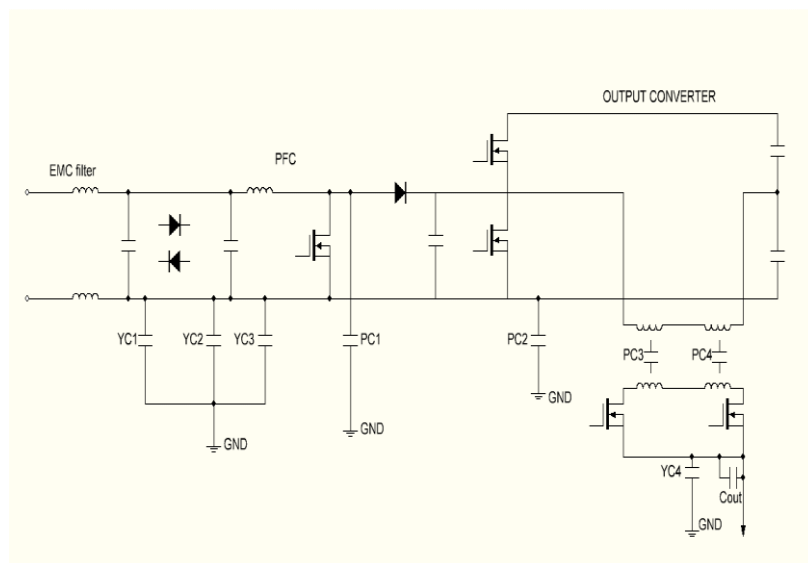 OUTPUT CONVERTER
EMC filter
PFC
YC1
YC2
YC3
PC1
PC2
PC3
PC4
GND
GND
GND
YC4
Cout
GND